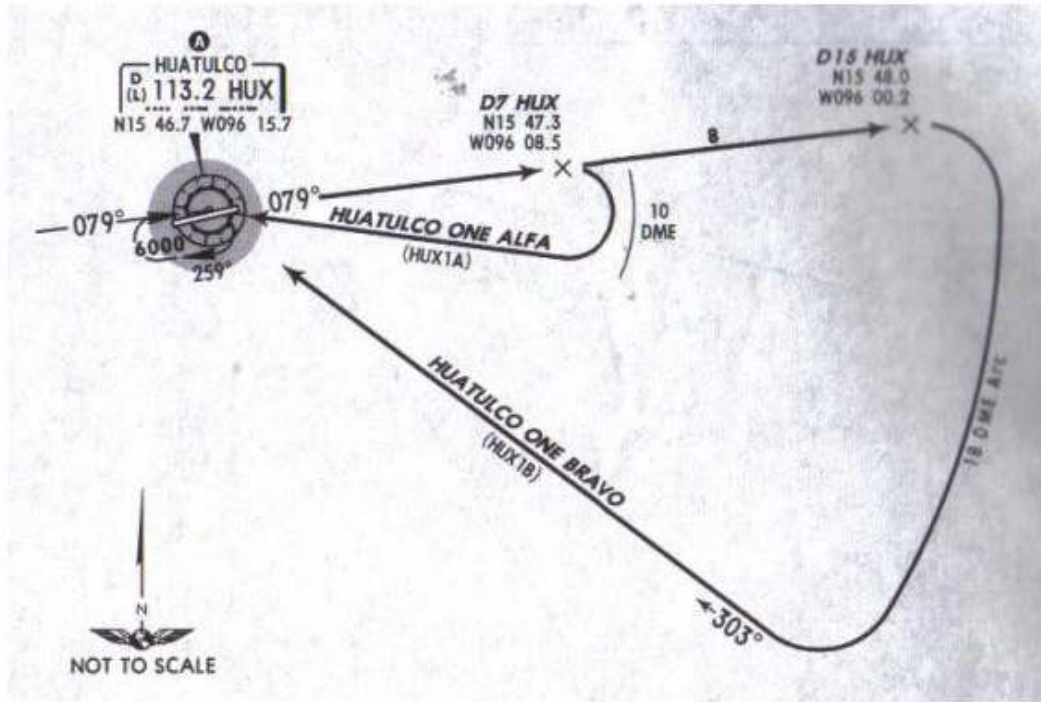 A
HUATULCO
D
(L) 113.2 HUX
N15 46.7 W096 15.7
D7 HUX
N15 47.3
W096 08.5
D15 HUX
N15 48.0
W096 00.2
8
079°
079°
6000
259°
HUATULCO ONE ALFA
(HUX1A)
10
DME
18 DME Arc
HUATULCO ONE BRAVO
(HUX1B)
303°
N
NOT TO SCALE